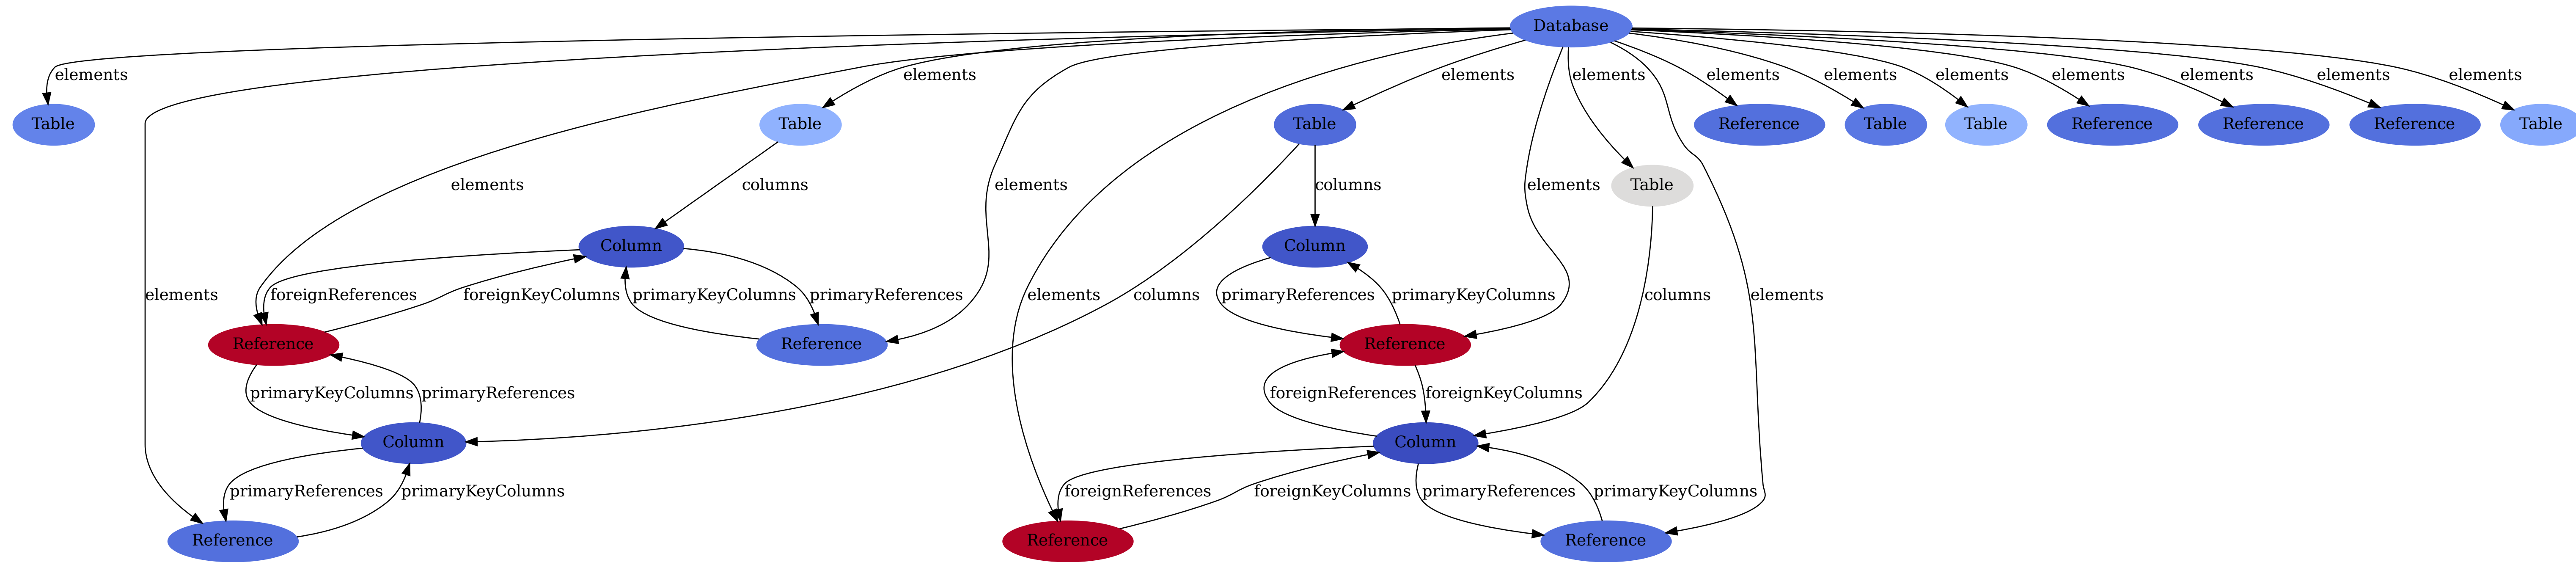 Database
elements
elements
elements
elements
elements
elements
elements
elements
elements
Table
Table
Table
Reference
Table
Table
Reference
Reference
Reference
Table
elements
columns
elements
columns
elements
Table
Column
Column
elements
foreignReferences
foreignKeyColumns
primaryKeyColumns
primaryReferences
elements
columns
primaryReferences
primaryKeyColumns
columns
elements
Reference
Reference
Reference
primaryKeyColumns
primaryReferences
foreignReferences
foreignKeyColumns
Column
Column
primaryReferences
primaryKeyColumns
foreignReferences
foreignKeyColumns
primaryReferences
primaryKeyColumns
Reference
Reference
Reference